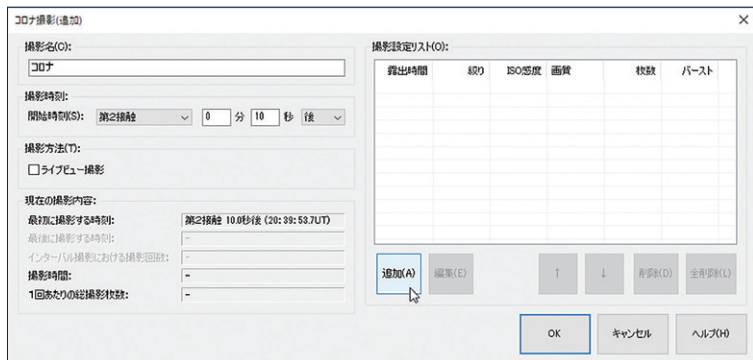 コロナ撮影(追加)
撮影名(C):
コロナ
撮影時刻:
開始時刻(S): 第2接触 0 分 10 秒 後
撮影方法(T):
ライブビュー撮影
現在の撮影内容:
最初に撮影する時刻: 第2接触 10.0秒後 (20:39:53.7UT)
最後に撮影する時刻: -
インターバル撮影における撮影回数: -
撮影時間: -
1回あたりの総撮影枚数: -
撮影設定リスト(O):
露出時間 絞り ISO感度 画質 枚数 バースト
追加(A) 編集(E) ↑ ↓ 削除(D) 全削除(L)
OK キャンセル ヘルプ(H)